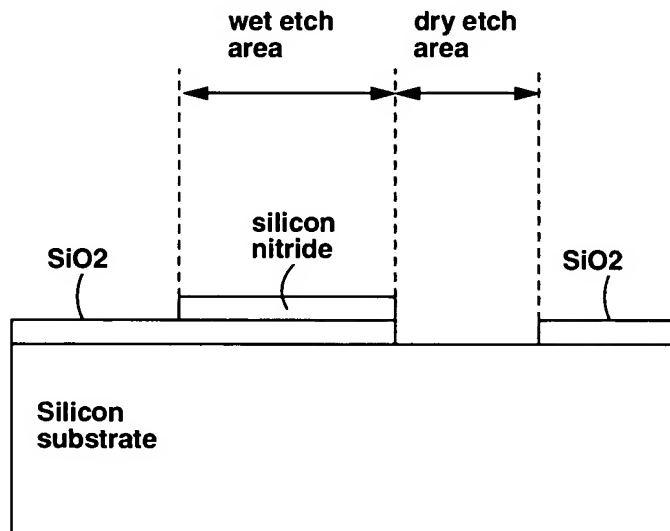 wet etch
area
dry etch
area
silicon
nitride
SiO2
SiO2
Silicon
substrate